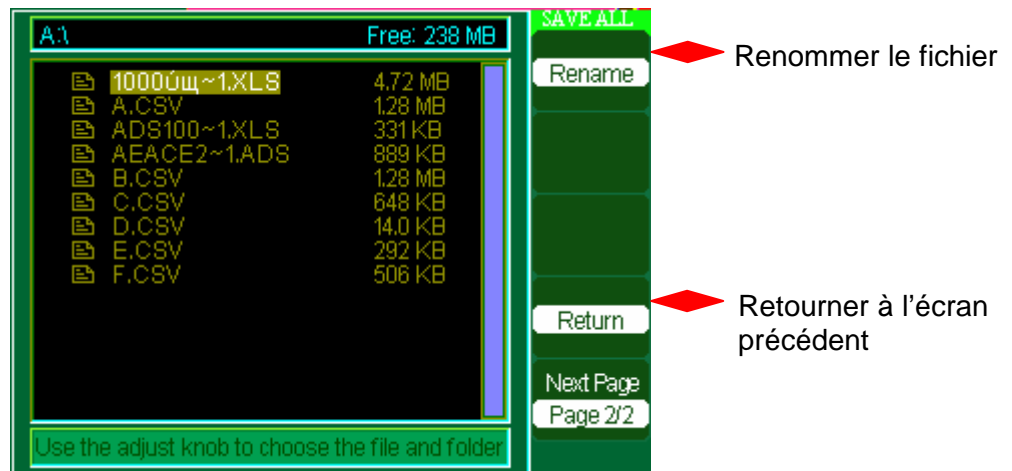 A:\ Free: 238 MB
1000úщ~1.XLS 4.72 MB
A.CSV 1.28 MB
ADS100~1.XLS 331 KB
AEACE2~1.ADS 889 KB
B.CSV 1.28 MB
C.CSV 648 KB
D.CSV 14.0 KB
E.CSV 292 KB
F.CSV 506 KB
Use the adjust knob to choose the file and folder
SAVE ALL
Rename
Return
Next Page
Page 2/2
Renommer le fichier
Retourner à l’écran
précédent